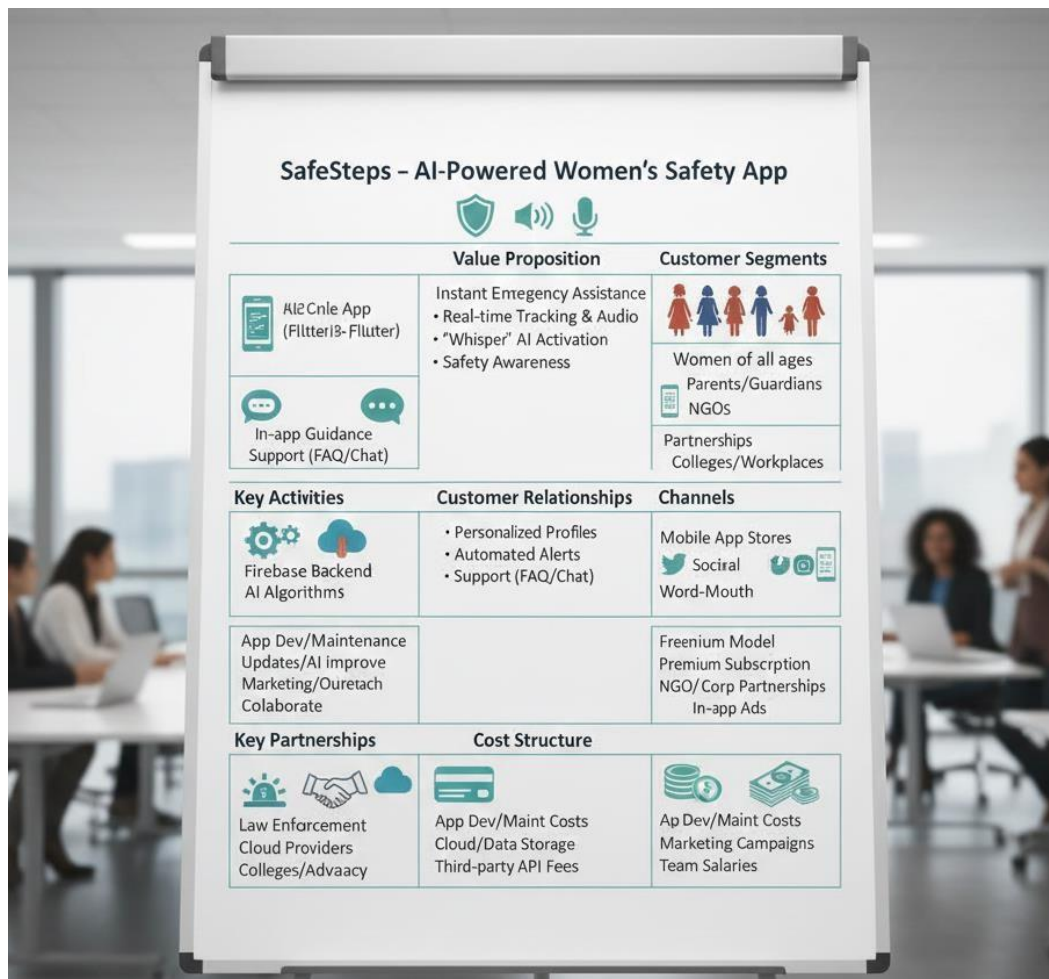 SafeSteps – AI-Powered Women's Safety App
Value Proposition
Customer Segments
App
Instant Emergency Assistance
• Real-time Tracking & Audio
• "Whisper" AI Activation
• Safety Awareness
Women of all ages
Parents/Guardians
NGOs
In-app Guidance
Support (FAQ/Chat)
Partnerships
Colleges/Workplaces
Key Activities
Customer Relationships
Channels
Firebase Backend
AI Algorithms
• Personalized Profiles
• Automated Alerts
• Support (FAQ/Chat)
Mobile App Stores
Socital
Word-Mouth
App Dev/Maintenance
Updates/AI improve
Marketing/Ouretach
Colaborate
Freenium Model
Premium Subscrption
NGO/Corp Partnerships
In-app Ads
Key Partnerships
Cost Structure
Law Enforcement
Cloud Providers
Colleges/Advaacy
App Dev/Maint Costs
Cloud/Data Storage
Third-party API Fees
Ap Dev/Maint Costs
Marketing Campaigns
Team Salaries